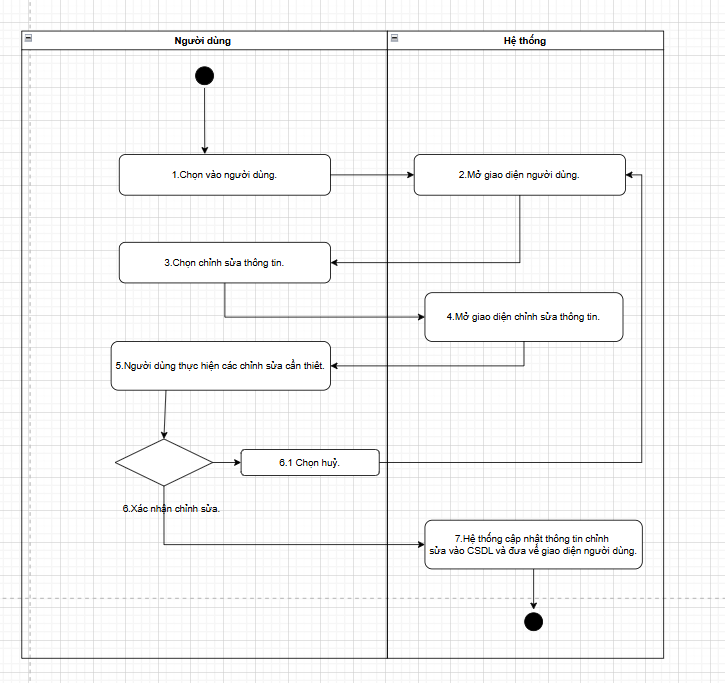 Người dùng
Hệ thống
1.Chọn vào người dùng.
2.Mở giao diện người dùng.
3.Chọn chỉnh sửa thông tin.
4.Mở giao diện chỉnh sửa thông tin.
5.Người dùng thực hiện các chỉnh sửa cần thiết.
6.1 Chọn huỷ.
6.Xác nhận chỉnh sửa.
7.Hệ thống cập nhật thông tin chỉnh
sửa vào CSDL và đưa về giao diện người dùng.